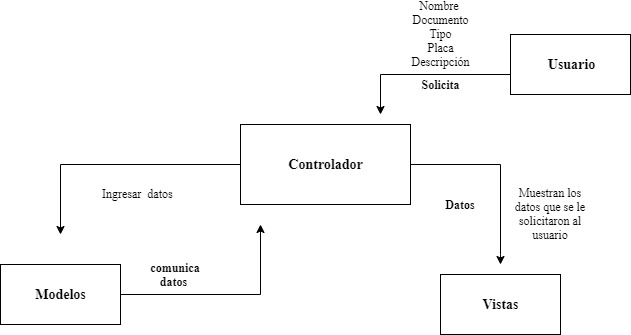 Nombre
Documento
Tipo
Placa
Descripción
Usuario
Solicita
Controlador
Ingresar datos
Datos
Muestran los
datos que se le
solicitaron al
usuario
comunica
datos
Modelos
Vistas